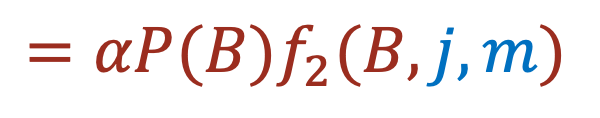 = αP(B)f₂(B, j, m)